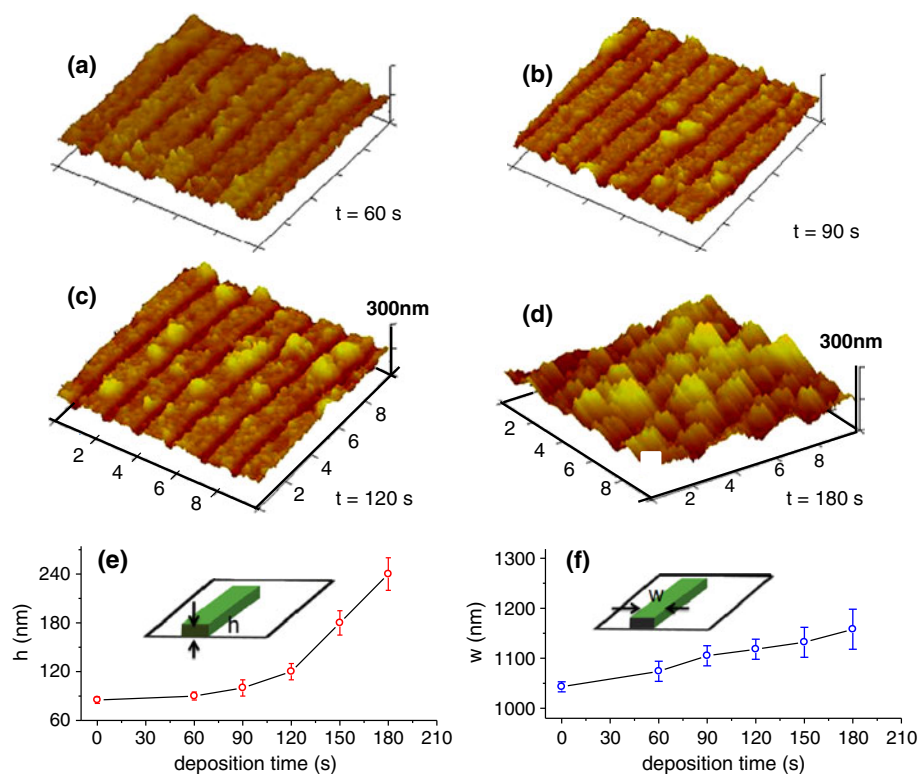 (a)
t = 60 s
(b)
t = 90 s
(c)
300nm
2
4
6
8
2
4
6
8
t = 120 s
(d)
300nm
2
4
6
8
2
4
6
8
t = 180 s
(e)
h (nm)
240
180
120
60
h
0 30 60 90 120 150 180 210
deposition time (s)
(f)
w (nm)
1300
1200
1100
1000
w
0 30 60 90 120 150 180 210
deposition time (s)